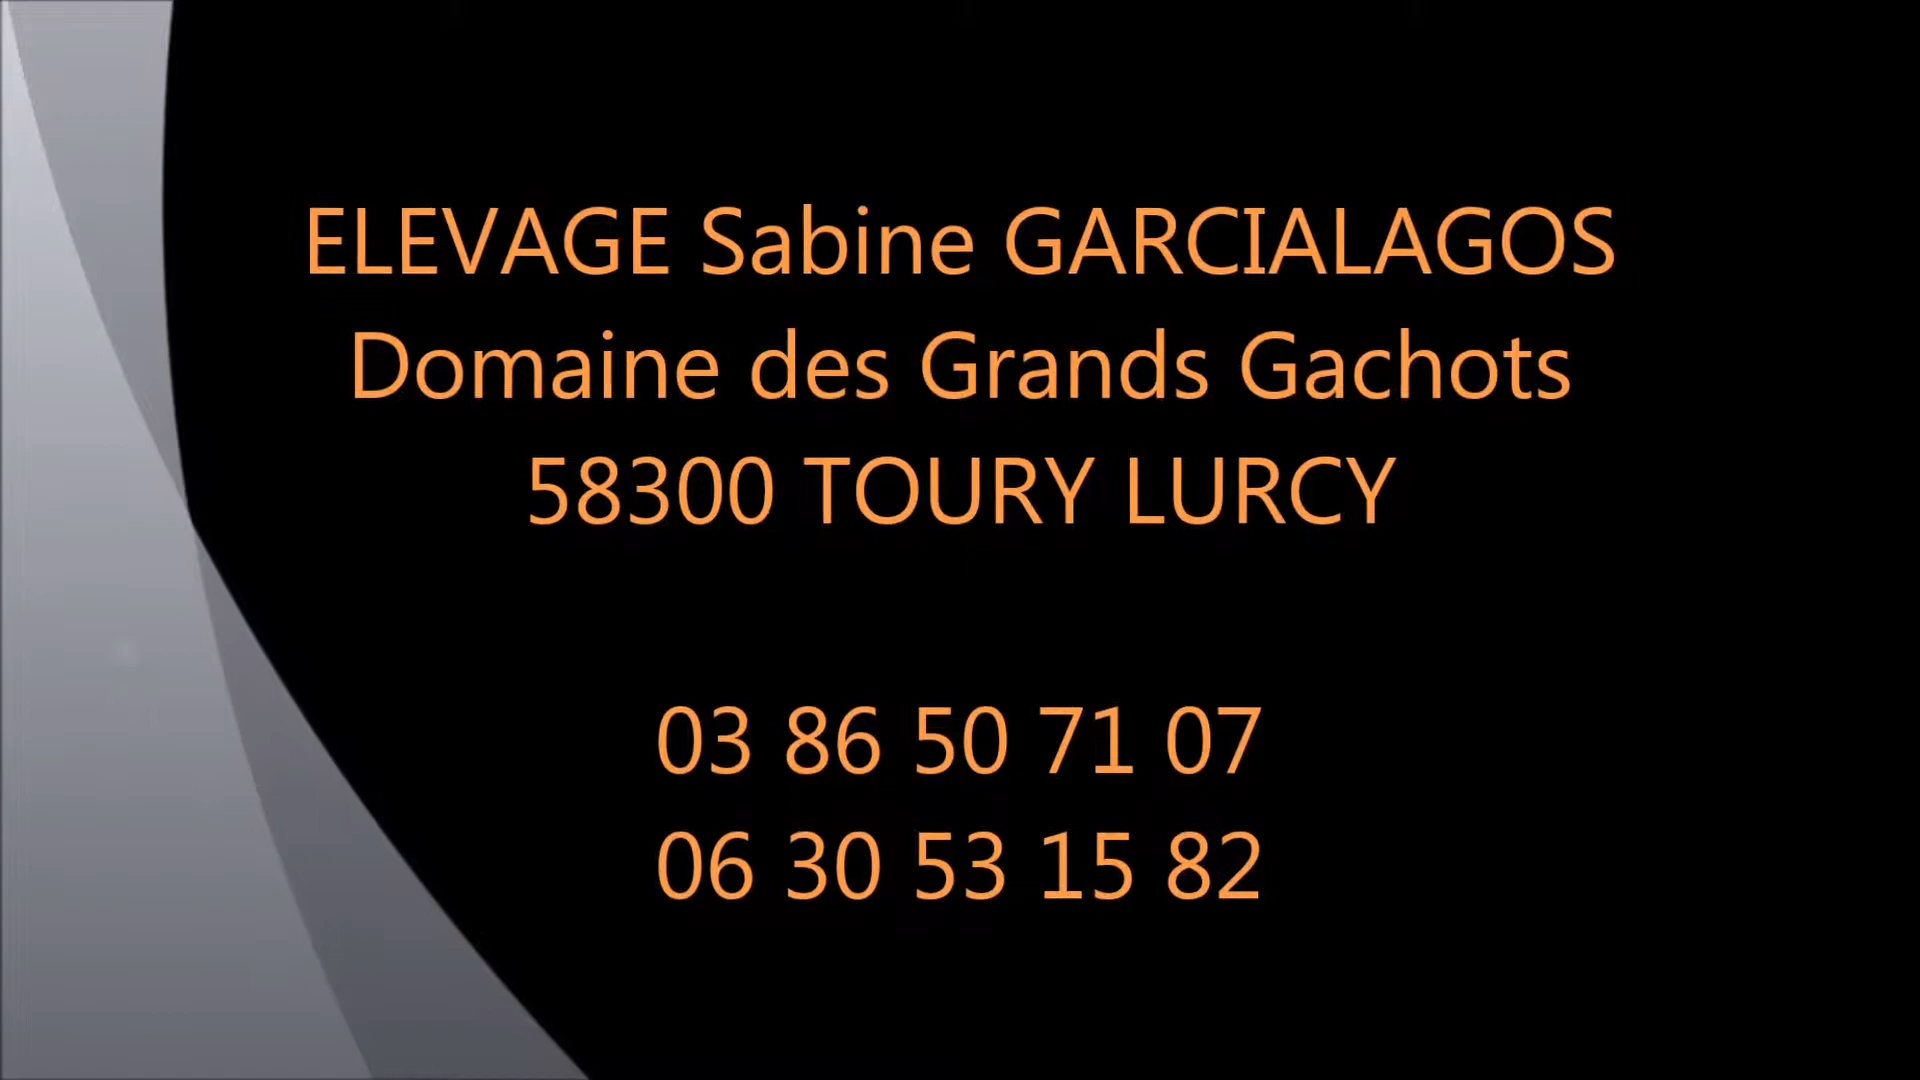 ELEVAGE Sabine GARCIALAGOS
Domaine des Grands Gachots
58300 TOURY LURCY
03 86 50 71 07
06 30 53 15 82